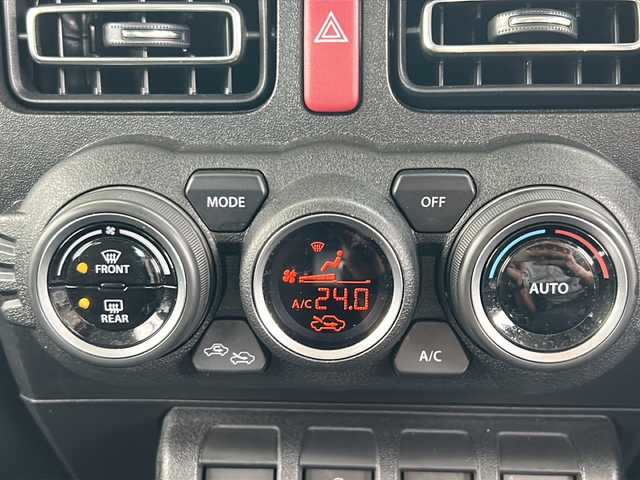 MODE
OFF
FRONT
REAR
A/C 24.0
AUTO
A/C